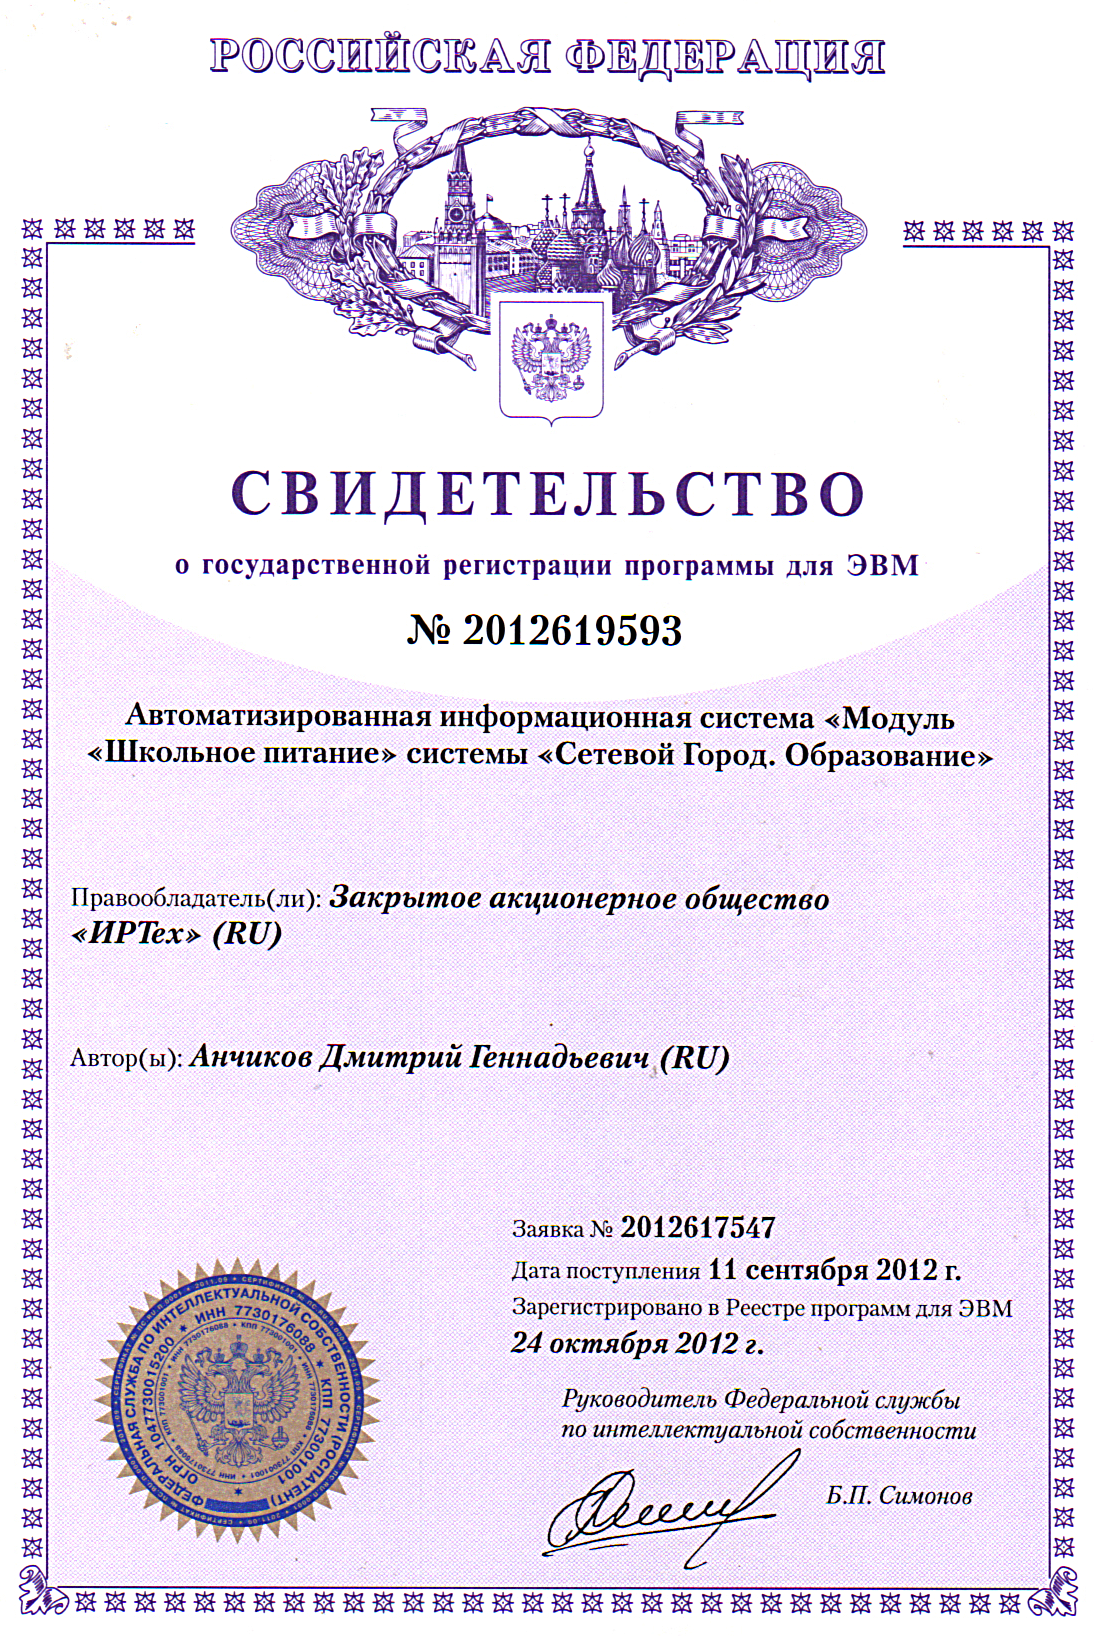 РОССИЙСКАЯ ФЕДЕРАЦИЯ
СВИДЕТЕЛЬСТВО
о государственной регистрации программы для ЭВМ
№ 2012619593
Автоматизированная информационная система «Модуль
«Школьное питание» системы «Сетевой Город. Образование»
Правообладатель(ли): Закрытое акционерное общество
«ИРТех» (RU)
Автор(ы): Анчиков Дмитрий Геннадьевич (RU)
Заявка № 2012617547
Дата поступления 11 сентября 2012 г.
Зарегистрировано в Реестре программ для ЭВМ
24 октября 2012 г.
Руководитель Федеральной службы
по интеллектуальной собственности
Б.П. Симонов
ФЕДЕРАЛЬНАЯ СЛУЖБА ПО ИНТЕЛЛЕКТУАЛЬНОЙ СОБСТВЕННОСТИ (РОСПАТЕНТ)
ОГРН 1047730015200 * ИНН 7730176088 * КПП 773001001 *